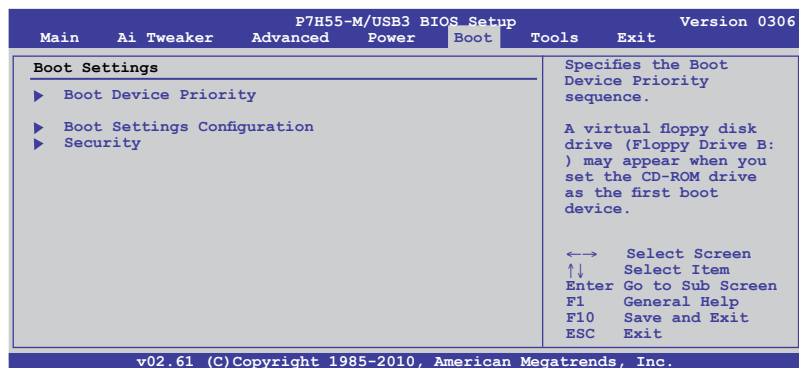 P7H55-M/USB3 BIOS Setup Version 0306
Main Ai Tweaker Advanced Power Boot Tools Exit
Boot Settings
Boot Device Priority
Boot Settings Configuration
Security
Specifies the Boot
Device Priority
sequence.
A virtual floppy disk
drive (Floppy Drive B:
) may appear when you
set the CD-ROM drive
as the first boot
device.
←→ Select Screen
↑↓ Select Item
Enter Go to Sub Screen
F1 General Help
F10 Save and Exit
ESC Exit
v02.61 (C)Copyright 1985-2010, American Megatrends, Inc.